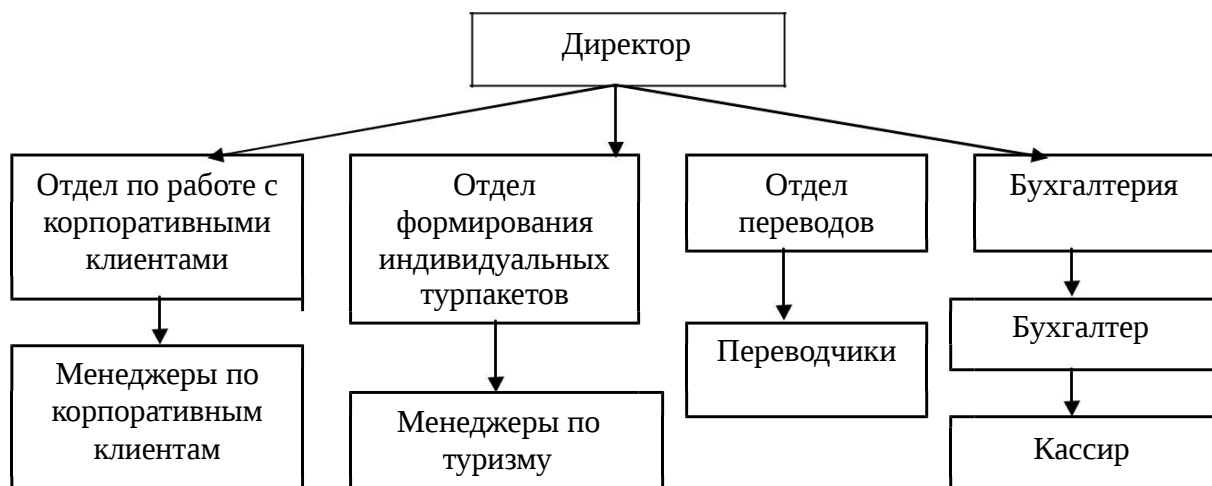 Директор
Отдел по работе с
корпоративными
клиентами
Отдел
формирования
индивидуальных
турпакетов
Отдел
переводов
Бухгалтерия
Менеджеры по
корпоративным
клиентам
Менеджеры по
туризму
Переводчики
Бухгалтер
Кассир